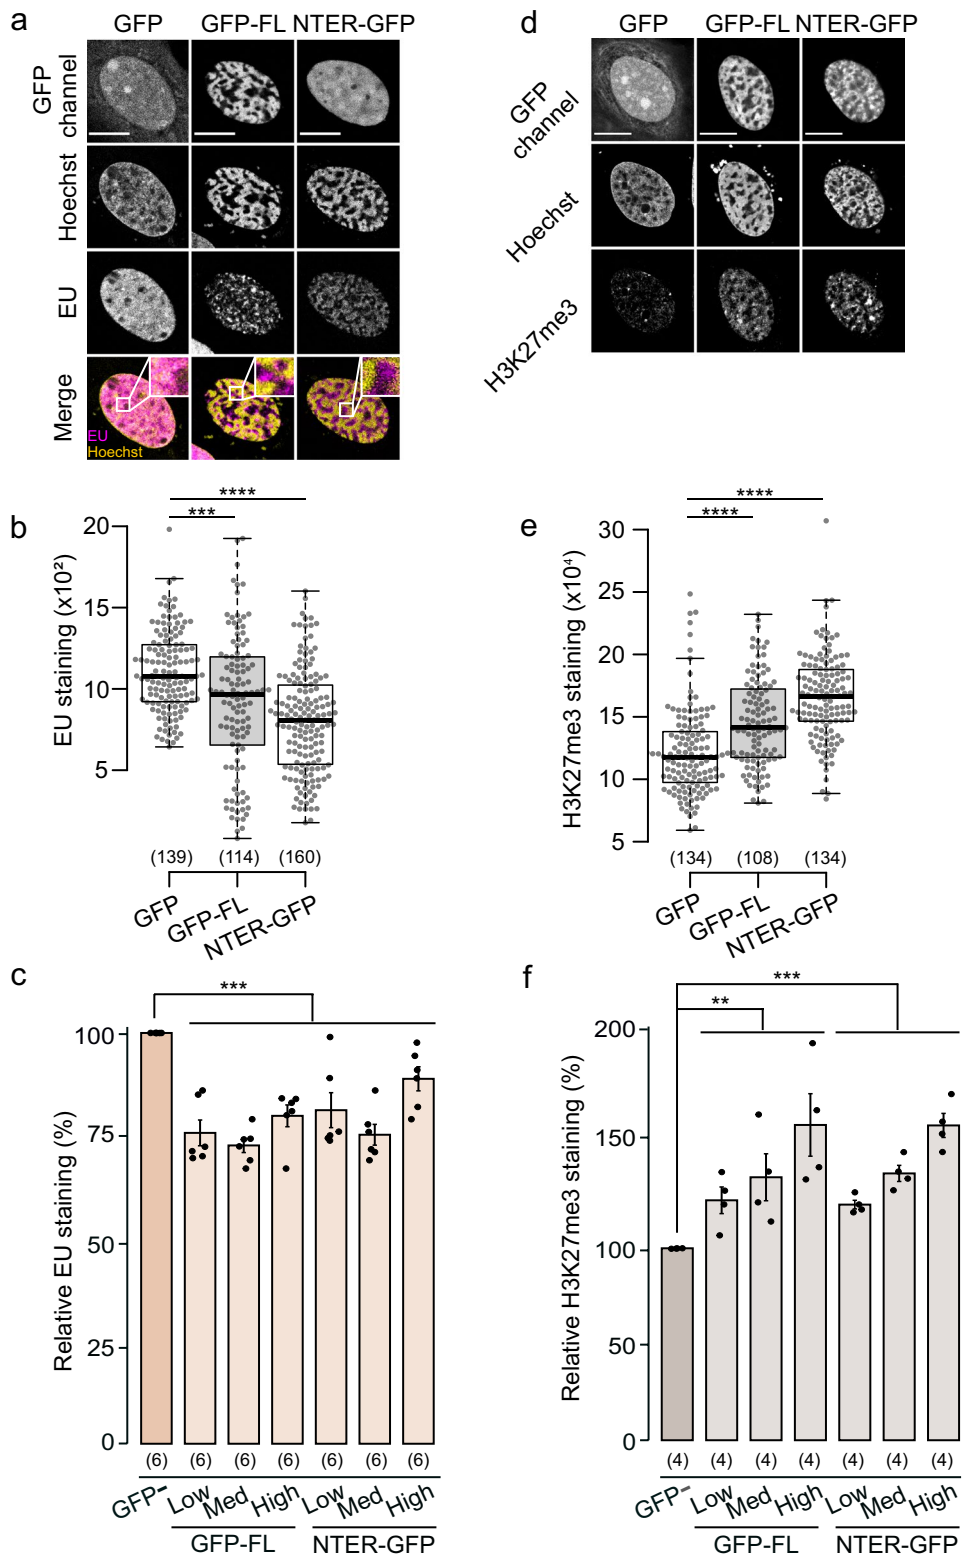 a
GFP GFP-FL NTER-GFP
GFP
channel
Hoechst
EU
Merge
EU
Hoechst
d
GFP GFP-FL NTER-GFP
GFP
channel
Hoechst
H3K27me3
b
****
***
EU staining (x10²)
20
15
10
5
(139) (114) (160)
GFP
GFP-FL
NTER-GFP
e
****
****
H3K27me3 staining (x10⁴)
30
25
20
15
10
5
(134) (108) (134)
GFP
GFP-FL
NTER-GFP
c
***
Relative EU staining (%)
100
75
50
25
0
(6) (6) (6) (6) (6) (6) (6)
GFP- Low Med High Low Med High
GFP-FL NTER-GFP
f
***
**
Relative H3K27me3 staining (%)
200
150
100
50
0
(4) (4) (4) (4) (4) (4) (4)
GFP- Low Med High Low Med High
GFP-FL NTER-GFP